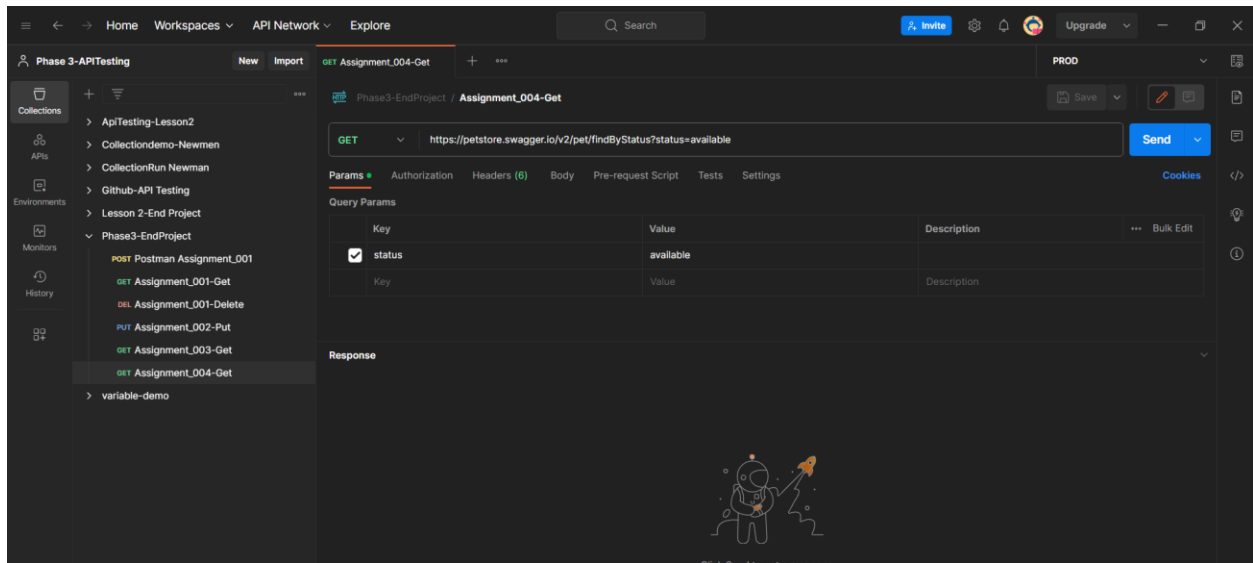 Home Workspaces API Network Explore Search Invite Upgrade
Phase 3-APITesting New Import GET Assignment_004-Get PROD
Collections
APIs
Environments
Monitors
History
ApiTesting-Lesson2
Collectiondemo-Newmen
CollectionRun Newman
Github-API Testing
Lesson 2-End Project
Phase3-EndProject
POST Postman Assignment_001
GET Assignment_001-Get
DEL Assignment_001-Delete
PUT Assignment_002-Put
GET Assignment_003-Get
GET Assignment_004-Get
variable-demo
HTTP Phase3-EndProject / Assignment_004-Get Save
GET https://petstore.swagger.io/v2/pet/findByStatus?status=available Send
Params Authorization Headers (6) Body Pre-request Script Tests Settings Cookies
Query Params
Key Value Description Bulk Edit
status available
Key Value Description
Response